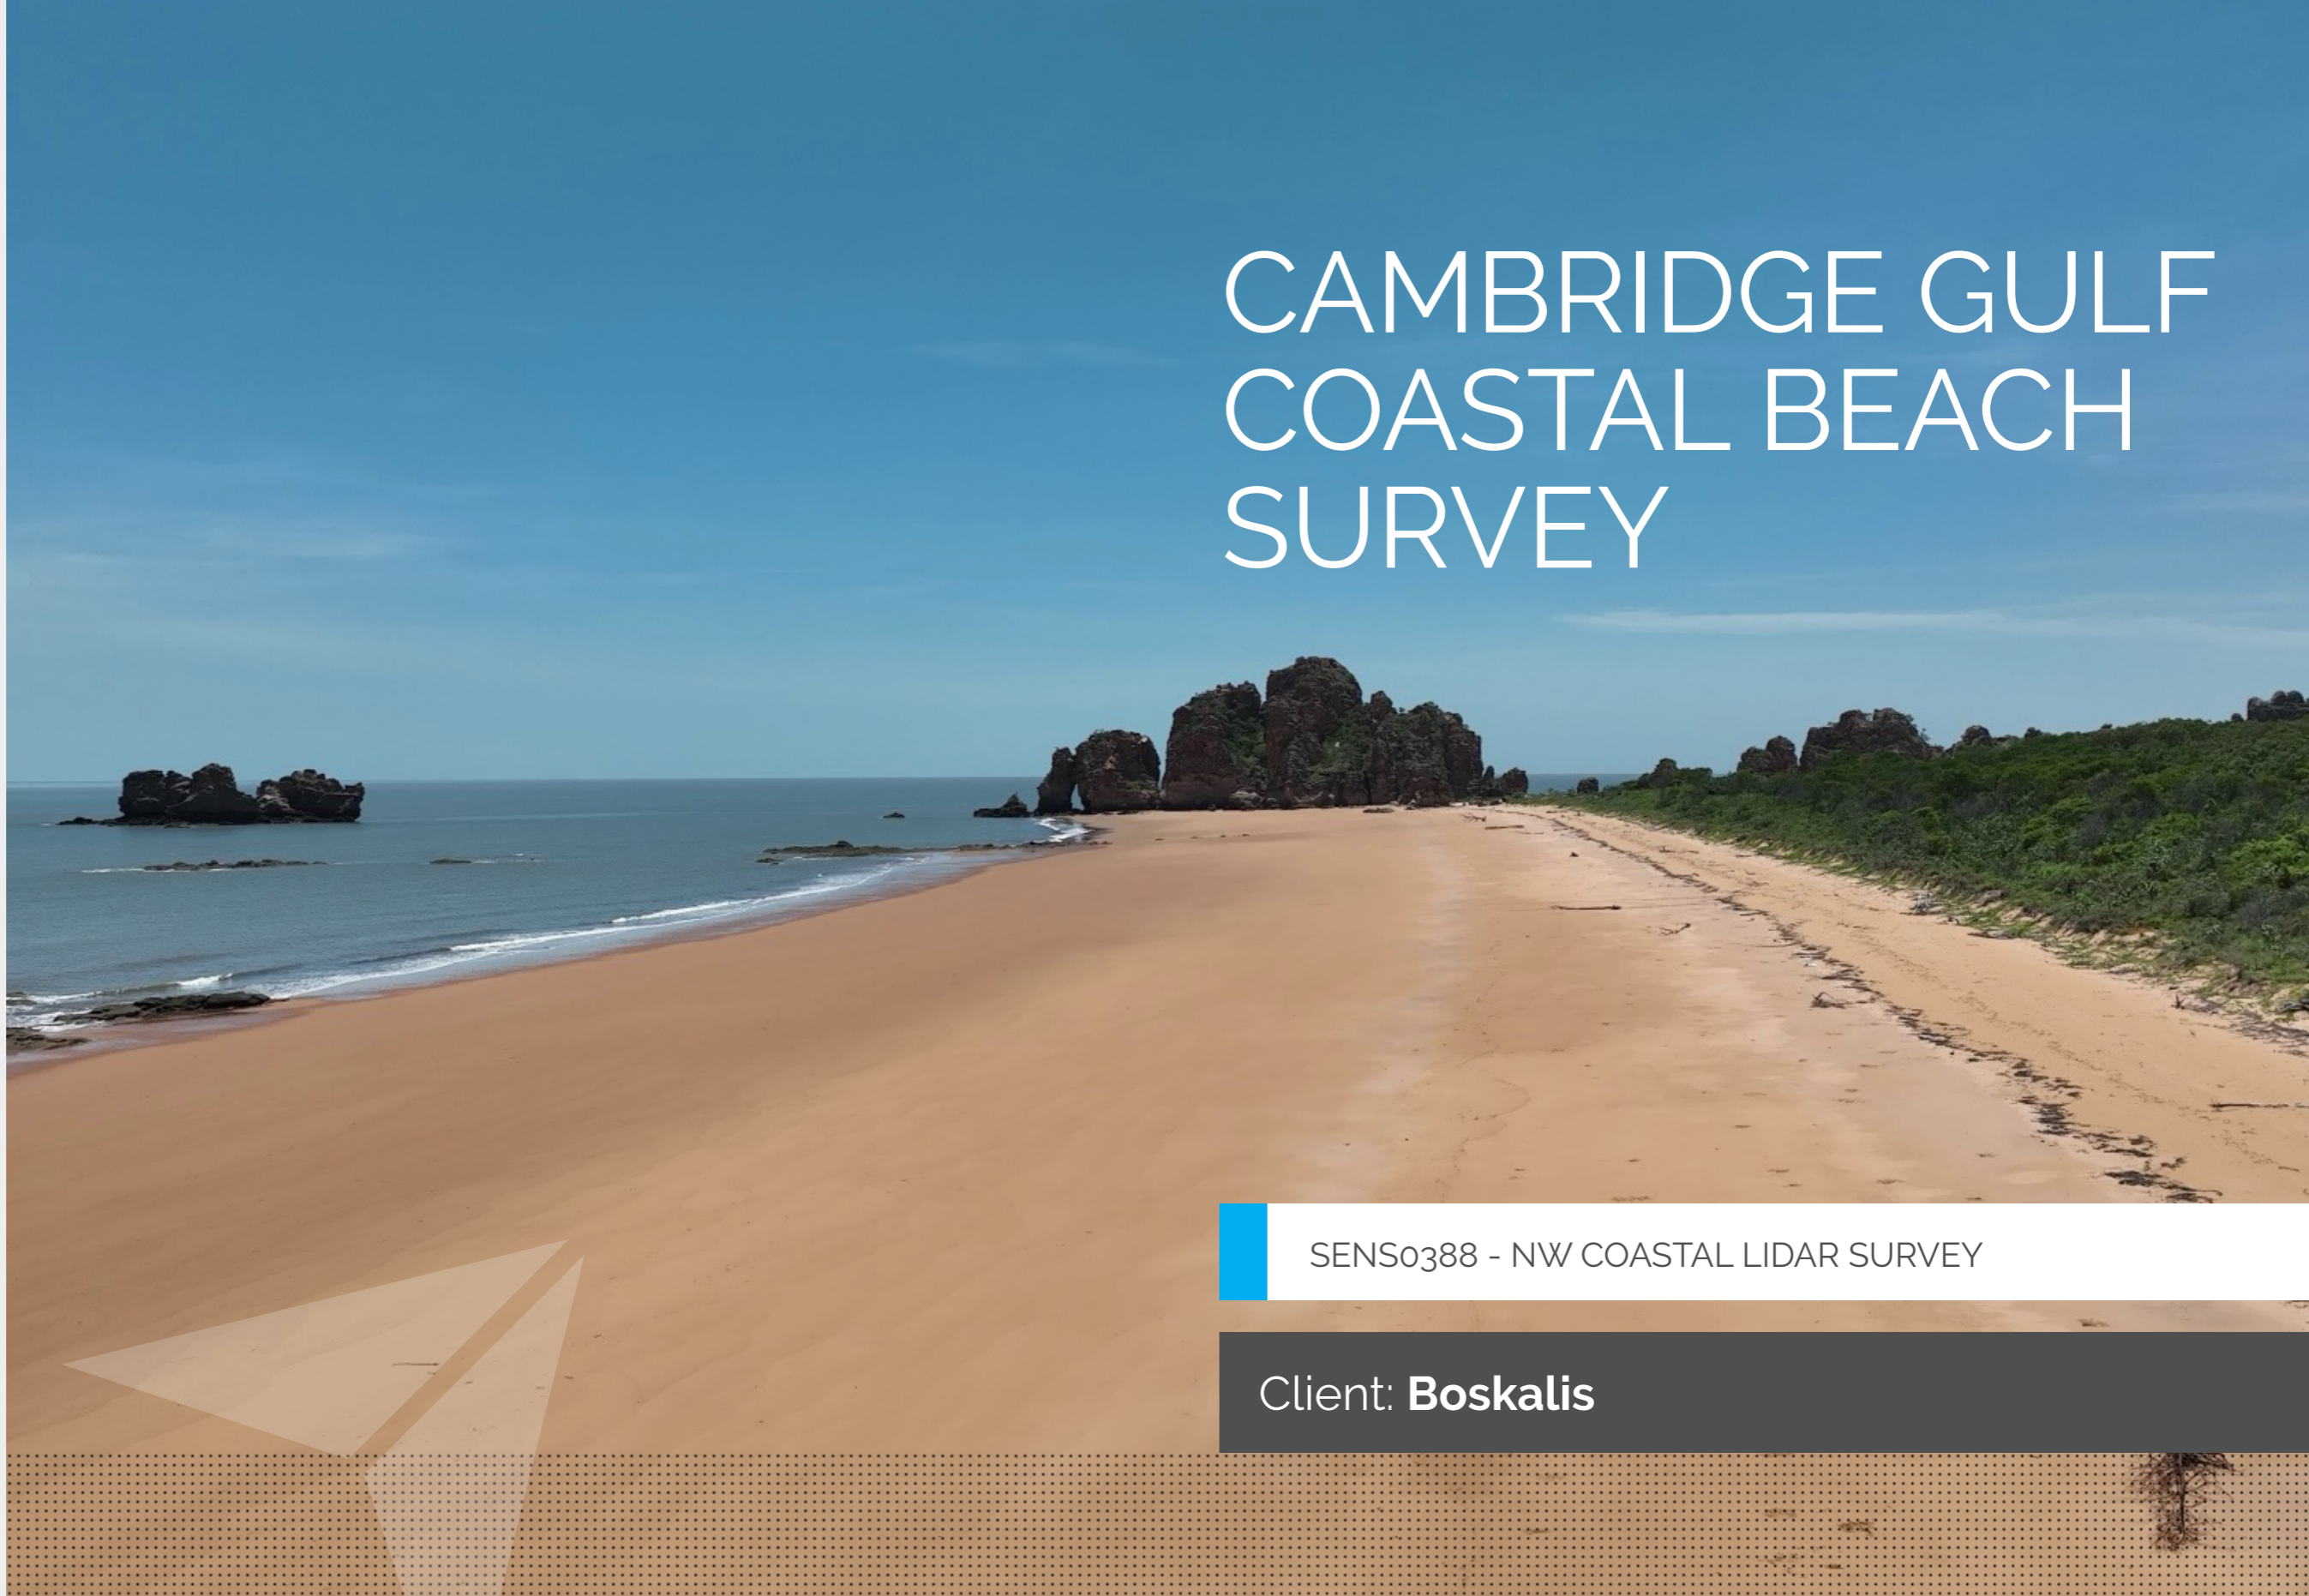 CAMBRIDGE GULF
COASTAL BEACH
SURVEY
SENS0388 - NW COASTAL LIDAR SURVEY
Client: Boskalis